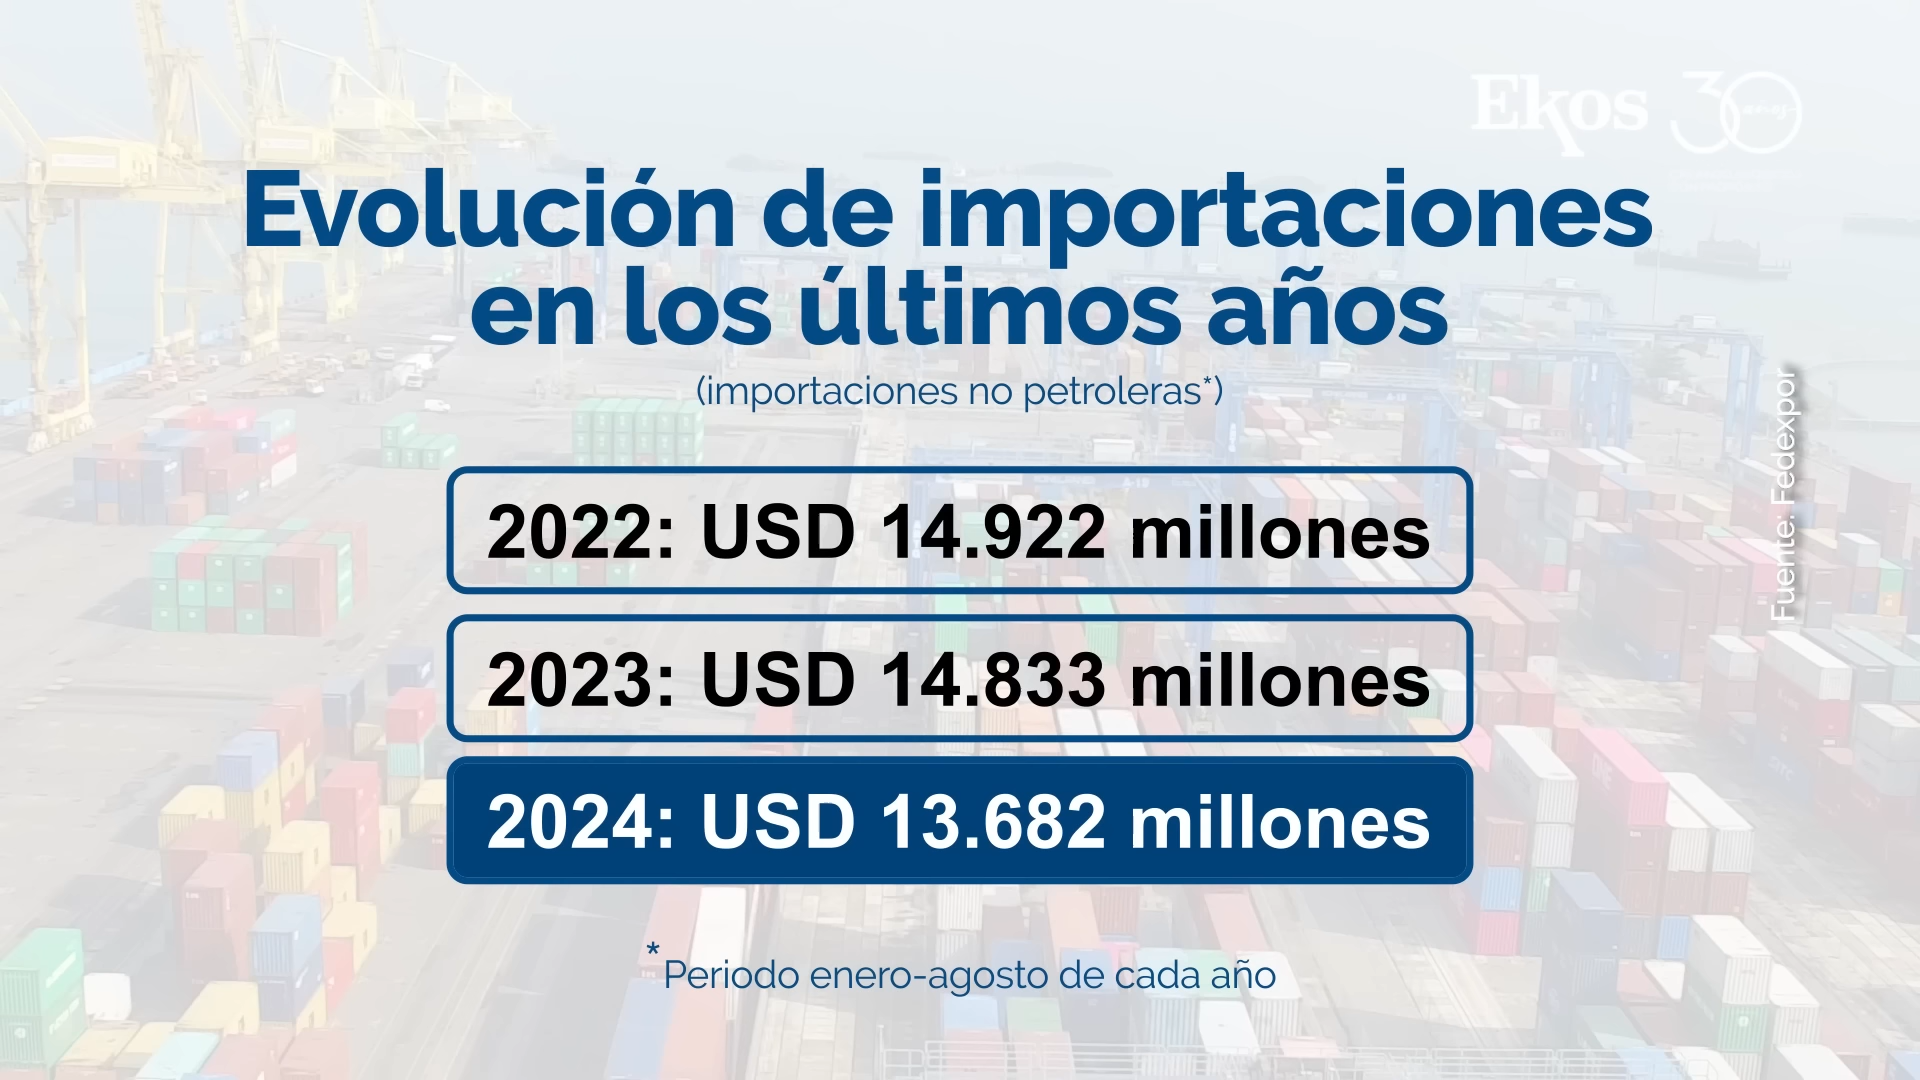 Ekos 30 años
Evolución de importaciones
en los últimos años
(importaciones no petroleras*)
2022: USD 14.922 millones
2023: USD 14.833 millones
2024: USD 13.682 millones
*Periodo enero-agosto de cada año
Fuente: Fedexpor